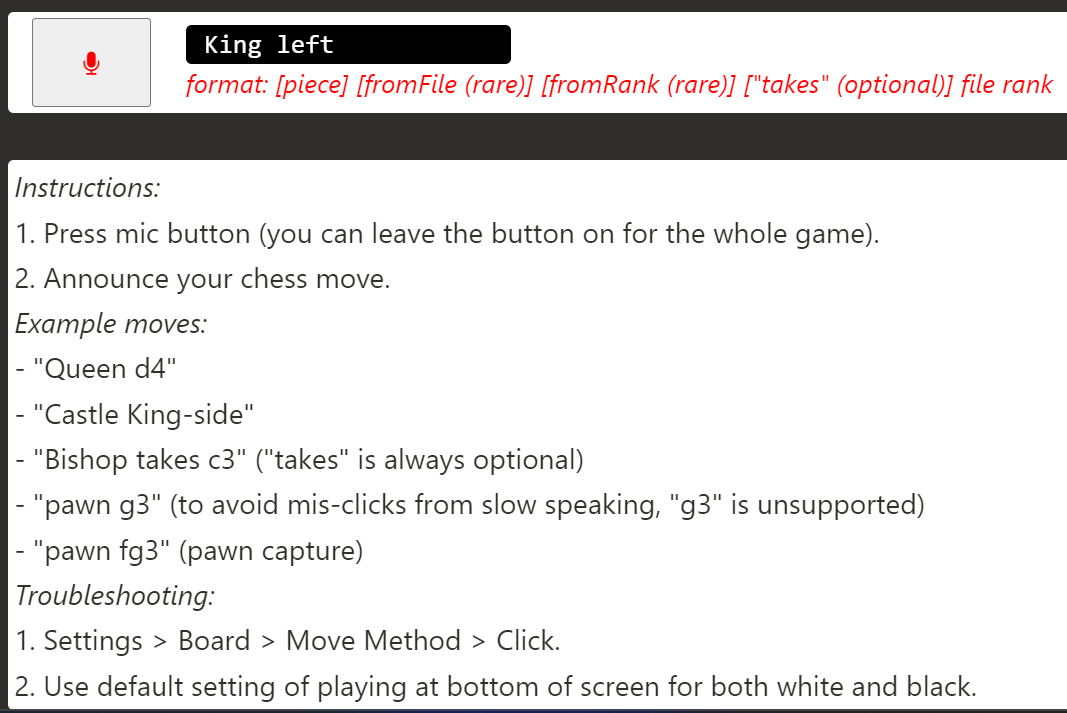 King left
format: [piece] [fromFile (rare)] [fromRank (rare)] ["takes" (optional)] file rank
Instructions:
1. Press mic button (you can leave the button on for the whole game).
2. Announce your chess move.
Example moves:
- "Queen d4"
- "Castle King-side"
- "Bishop takes c3" ("takes" is always optional)
- "pawn g3" (to avoid mis-clicks from slow speaking, "g3" is unsupported)
- "pawn fg3" (pawn capture)
Troubleshooting:
1. Settings > Board > Move Method > Click.
2. Use default setting of playing at bottom of screen for both white and black.